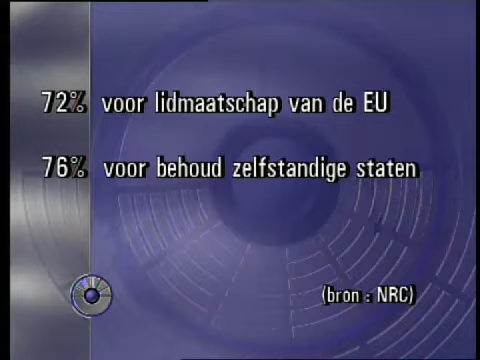 72% voor lidmaatschap van de EU
76% voor behoud zelfstandige staten
(bron : NRC)